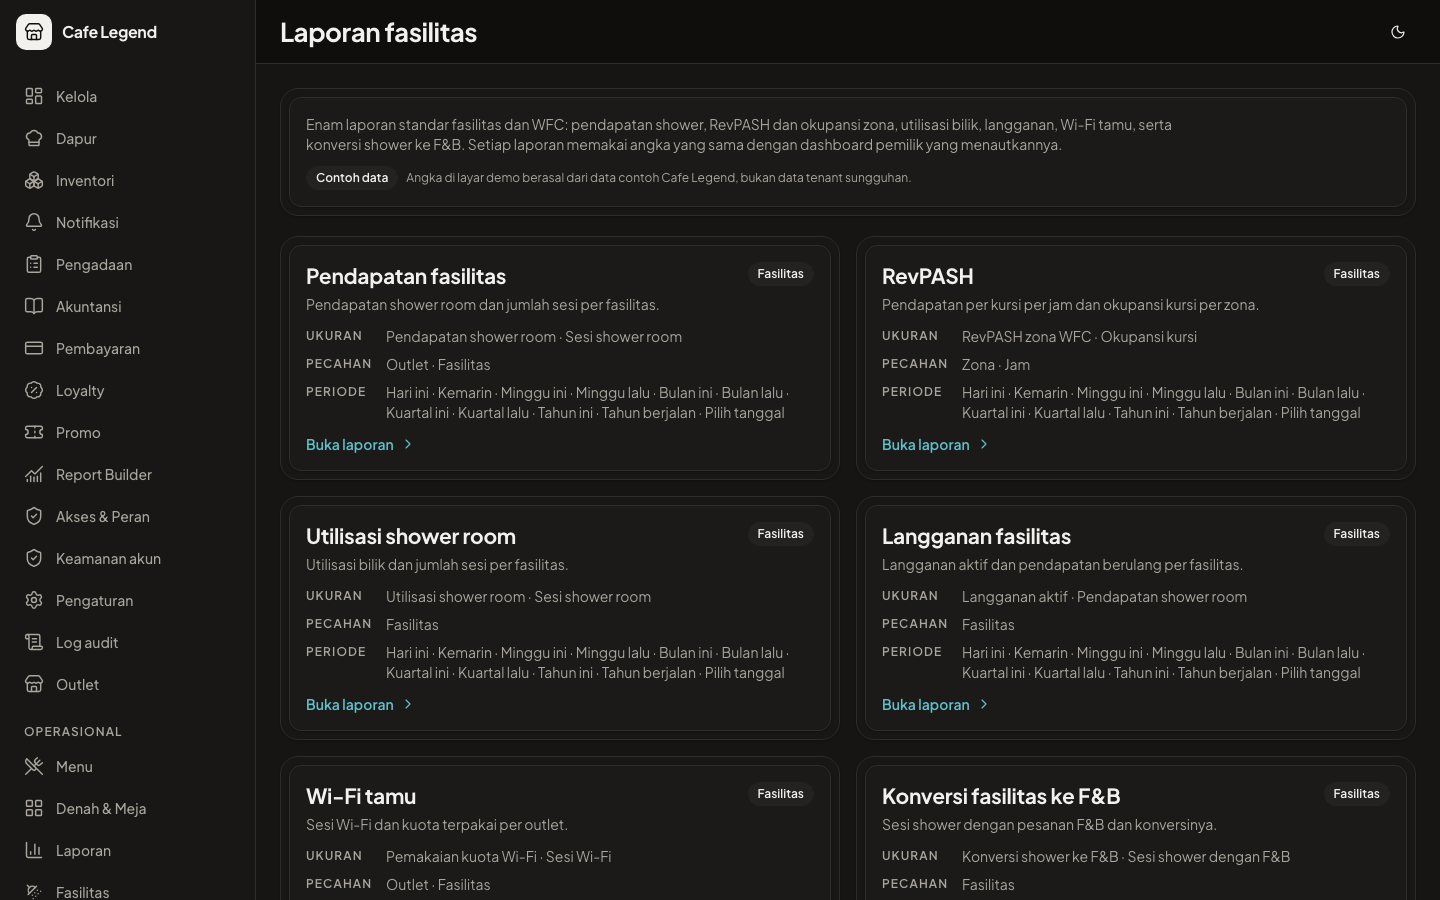 Cafe Legend
Kelola
Dapur
Inventori
Notifikasi
Pengadaan
Akuntansi
Pembayaran
Loyalty
Promo
Report Builder
Akses & Peran
Keamanan akun
Pengaturan
Log audit
Outlet
OPERASIONAL
Menu
Denah & Meja
Laporan
Fasilitas
Laporan fasilitas
Enam laporan standar fasilitas dan WFC: pendapatan shower, RevPASH dan okupansi zona, utilisasi bilik, langganan, Wi-Fi tamu, serta
konversi shower ke F&B. Setiap laporan memakai angka yang sama dengan dashboard pemilik yang menautkannya.
Contoh data Angka di layar demo berasal dari data contoh Cafe Legend, bukan data tenant sungguhan.
Pendapatan fasilitas Fasilitas
Pendapatan shower room dan jumlah sesi per fasilitas.
UKURAN Pendapatan shower room · Sesi shower room
PECAHAN Outlet · Fasilitas
PERIODE Hari ini · Kemarin · Minggu ini · Minggu lalu · Bulan ini · Bulan lalu ·
Kuartal ini · Kuartal lalu · Tahun ini · Tahun berjalan · Pilih tanggal
Buka laporan
RevPASH Fasilitas
Pendapatan per kursi per jam dan okupansi kursi per zona.
UKURAN RevPASH zona WFC · Okupansi kursi
PECAHAN Zona · Jam
PERIODE Hari ini · Kemarin · Minggu ini · Minggu lalu · Bulan ini · Bulan lalu ·
Kuartal ini · Kuartal lalu · Tahun ini · Tahun berjalan · Pilih tanggal
Buka laporan
Utilisasi shower room Fasilitas
Utilisasi bilik dan jumlah sesi per fasilitas.
UKURAN Utilisasi shower room · Sesi shower room
PECAHAN Fasilitas
PERIODE Hari ini · Kemarin · Minggu ini · Minggu lalu · Bulan ini · Bulan lalu ·
Kuartal ini · Kuartal lalu · Tahun ini · Tahun berjalan · Pilih tanggal
Buka laporan
Langganan fasilitas Fasilitas
Langganan aktif dan pendapatan berulang per fasilitas.
UKURAN Langganan aktif · Pendapatan shower room
PECAHAN Fasilitas
PERIODE Hari ini · Kemarin · Minggu ini · Minggu lalu · Bulan ini · Bulan lalu ·
Kuartal ini · Kuartal lalu · Tahun ini · Tahun berjalan · Pilih tanggal
Buka laporan
Wi-Fi tamu Fasilitas
Sesi Wi-Fi dan kuota terpakai per outlet.
UKURAN Pemakaian kuota Wi-Fi · Sesi Wi-Fi
PECAHAN Outlet · Fasilitas
Konversi fasilitas ke F&B Fasilitas
Sesi shower dengan pesanan F&B dan konversinya.
UKURAN Konversi shower ke F&B · Sesi shower dengan F&B
PECAHAN Fasilitas